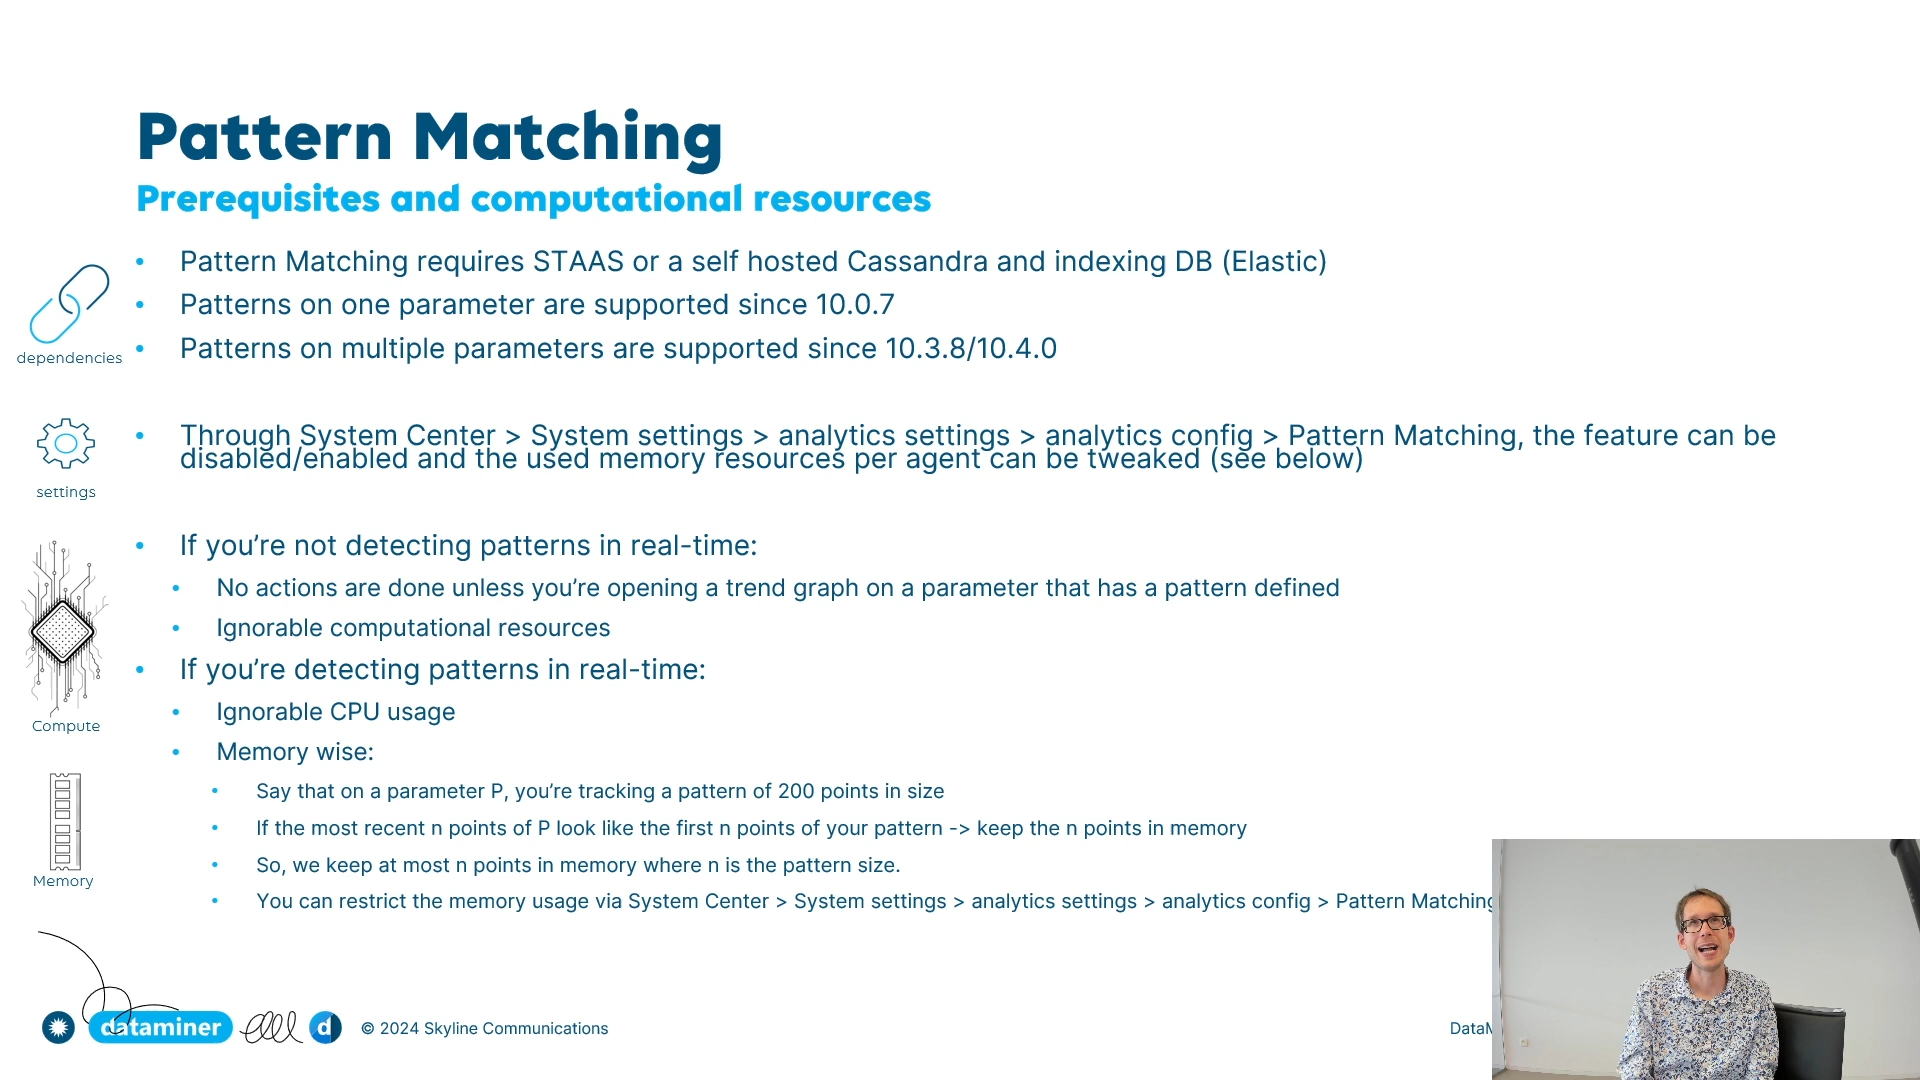 Pattern Matching
Prerequisites and computational resources
• Pattern Matching requires STAAS or a self hosted Cassandra and indexing DB (Elastic)
• Patterns on one parameter are supported since 10.0.7
• Patterns on multiple parameters are supported since 10.3.8/10.4.0
dependencies
• Through System Center > System settings > analytics settings > analytics config > Pattern Matching, the feature can be
disabled/enabled and the used memory resources per agent can be tweaked (see below)
settings
• If you’re not detecting patterns in real-time:
• No actions are done unless you’re opening a trend graph on a parameter that has a pattern defined
• Ignorable computational resources
• If you’re detecting patterns in real-time:
• Ignorable CPU usage
Compute
• Memory wise:
• Say that on a parameter P, you’re tracking a pattern of 200 points in size
• If the most recent n points of P look like the first n points of your pattern -> keep the n points in memory
• So, we keep at most n points in memory where n is the pattern size.
Memory
• You can restrict the memory usage via System Center > System settings > analytics settings > analytics config > Pattern Matching
dataminer
d
© 2024 Skyline Communications